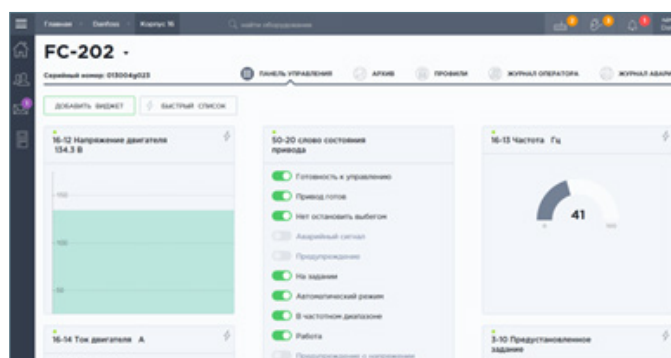 Главная
Danfoss
Корпус 16
найти оборудование
FC-202
Серийный номер: 013004g023
ПАНЕЛЬ УПРАВЛЕНИЯ
АРХИВ
ПРОФИЛИ
ЖУРНАЛ ОПЕРАТОРА
ЖУРНАЛ АВАРИ
ДОБАВИТЬ ВИДЖЕТ
БЫСТРЫЙ СПИСОК
16-12 Напряжение двигателя
134.3 В
150
100
50
16-14 Ток двигателя А
50-20 слово состояния
привода
Готовность к управлению
Привод готов
Нет остановить выбегом
Аварийный сигнал
Предупреждение
На задании
Автоматический режим
В частотном диапазоне
Работа
Предупреждение о напряжении
16-13 Частота Гц
41
0
3-10 Предустановленное
задание